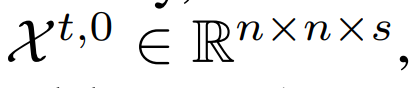 𝒳^{t,0} ∈ ℝ^{n×n×s},